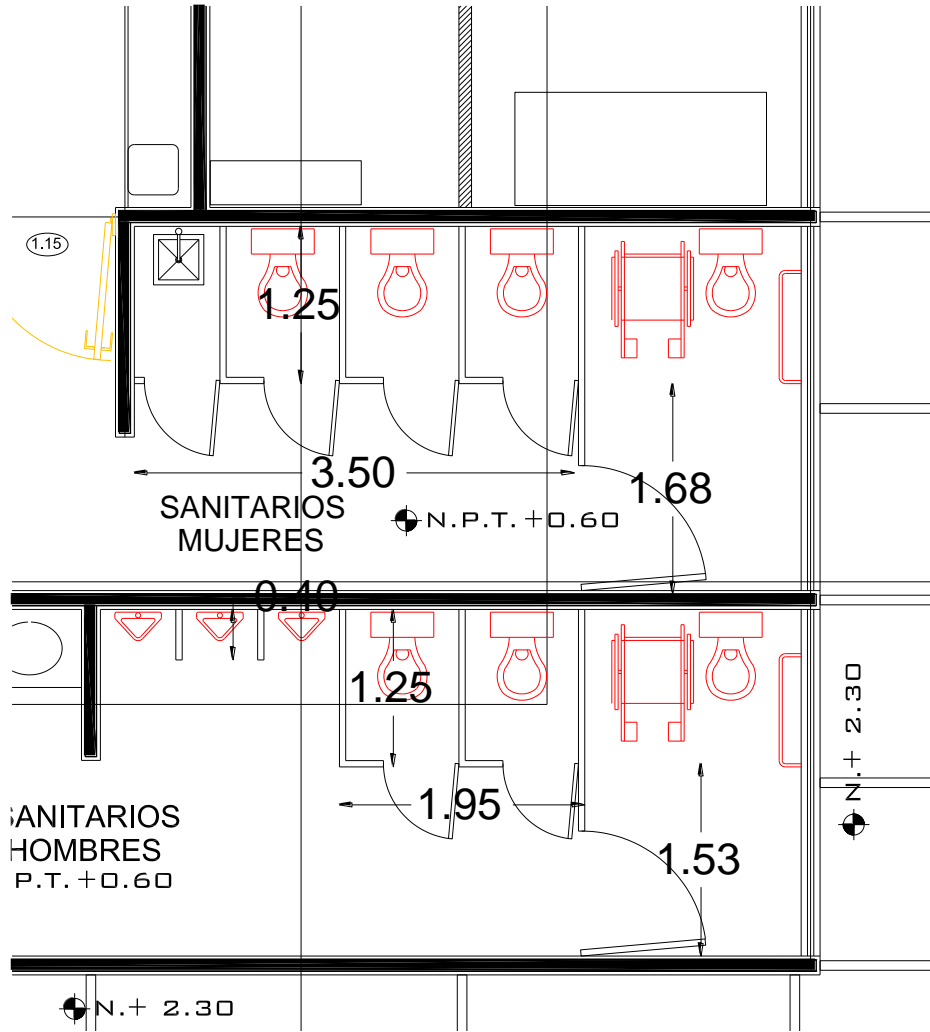 1.15
1.25
3.50
1.68
SANITARIOS
MUJERES
N.P.T. +0.60
0.40
1.25
1.95
N.+ 2.30
SANITARIOS
HOMBRES
P.T. +0.60
1.53
N.+ 2.30